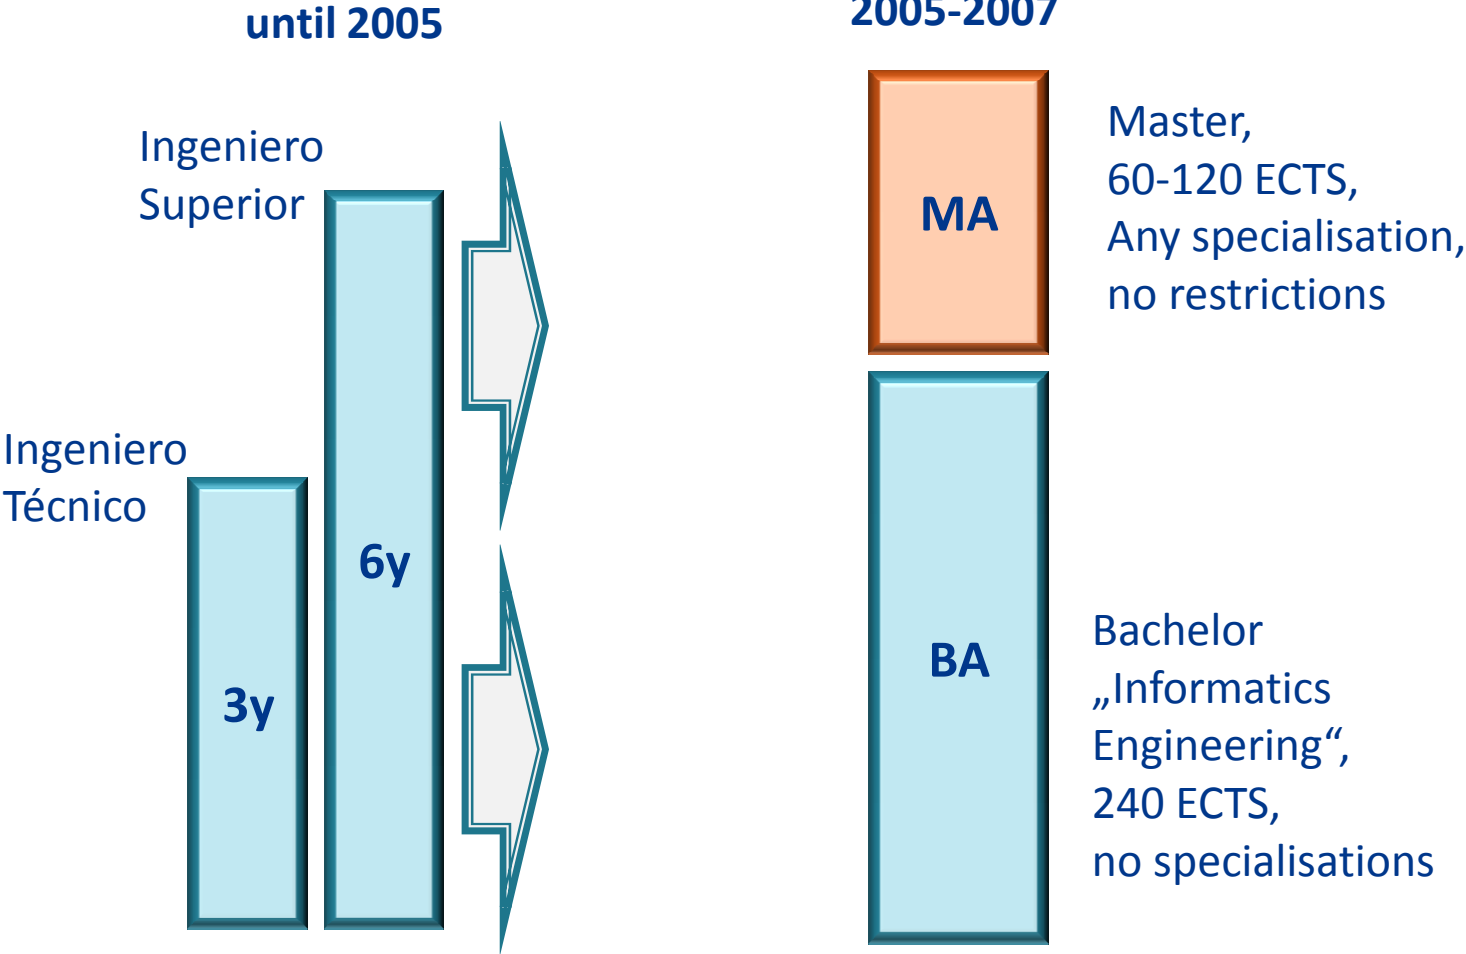 until 2005
2005-2007
Ingeniero
Superior
Ingeniero
Técnico
3y
6y
MA
Master,
60-120 ECTS,
Any specialisation,
no restrictions
BA
Bachelor
„Informatics
Engineering“,
240 ECTS,
no specialisations